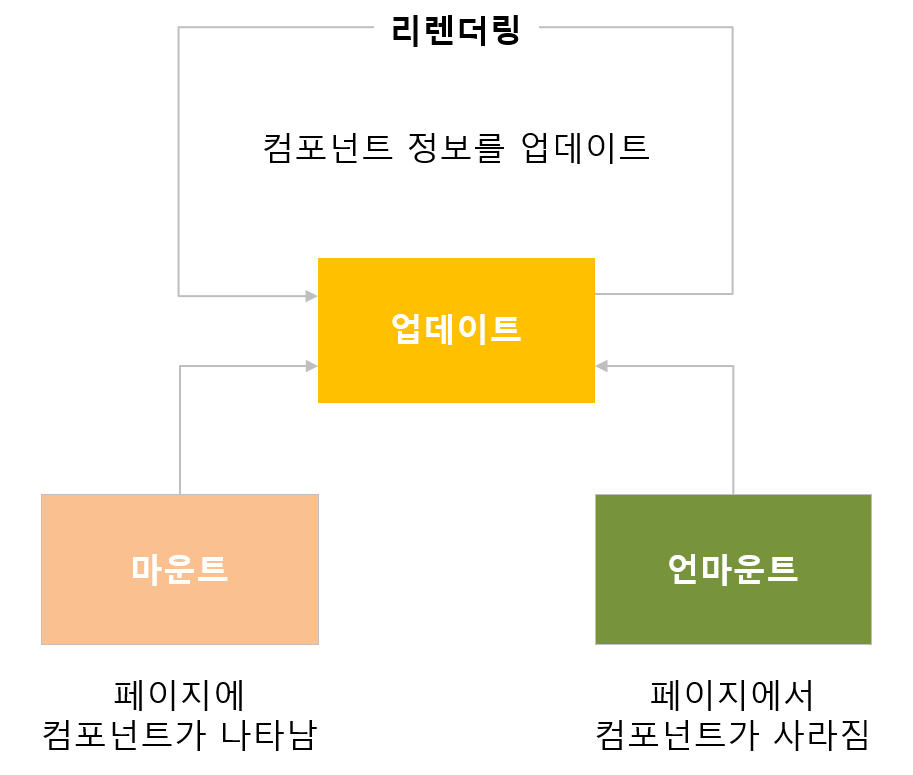 리렌더링
컴포넌트 정보를 업데이트
업데이트
마운트
언마운트
페이지에
컴포넌트가 나타남
페이지에서
컴포넌트가 사라짐